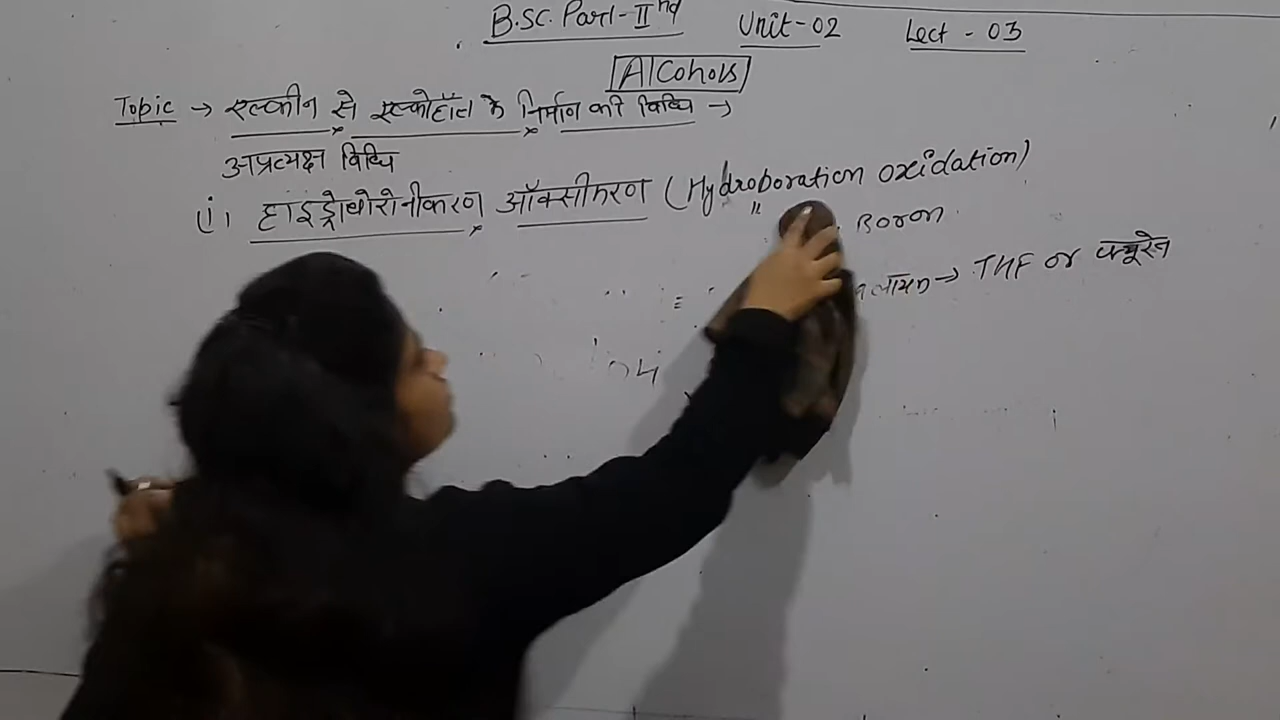 B.SC. Part-IInd Unit-02 Lect - 03
Alcohols
Topic → एल्कीन से एल्कोहॉल के निर्माण की विधि →
अप्रत्यक्ष विधि
(i) हाइड्रोबोरोनीकरण ऑक्सीकरण (Hydroboration oxidation)
Boron
→ THF or